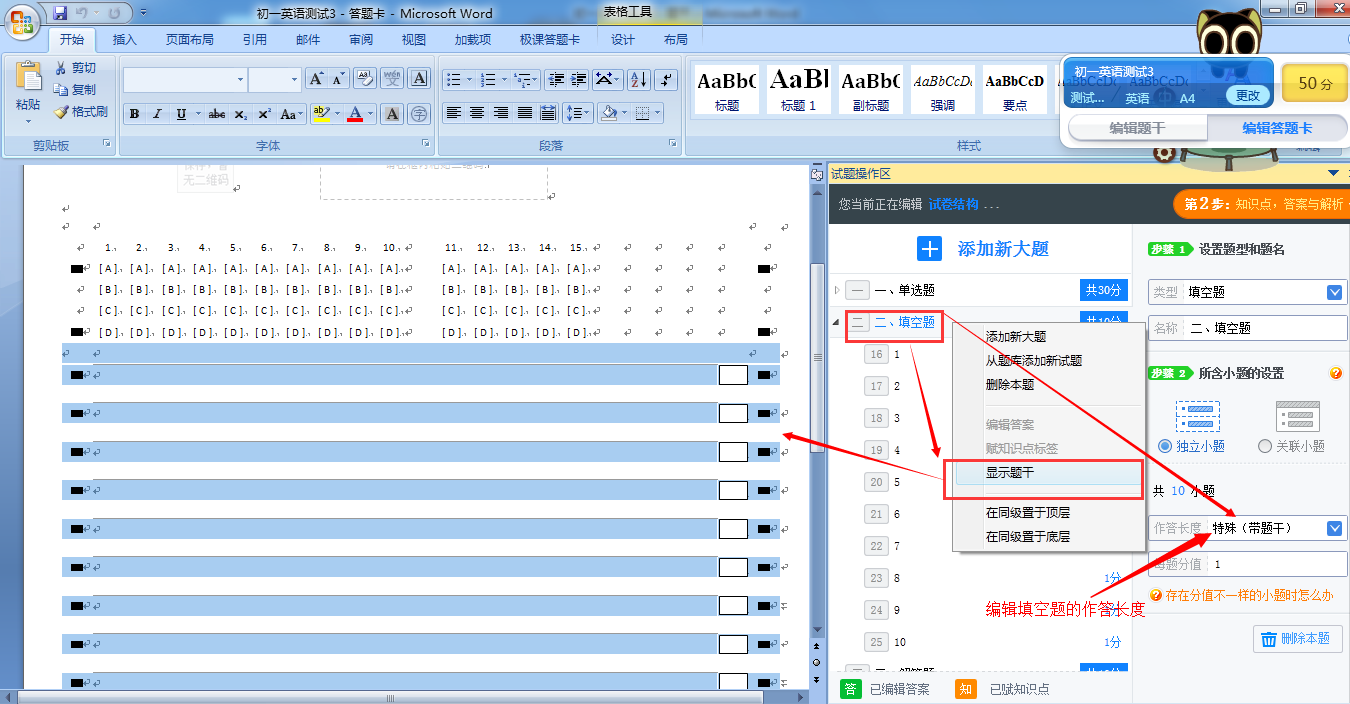 初一英语测试3 - 答题卡 - Microsoft Word
表格工具
开始 插入 页面布局 引用 邮件 审阅 视图 加载项 极课答题卡 设计 布局
剪切
复制
格式刷
粘贴
剪贴板
字体
段落
样式
AaBbC AaBl AaBbC AaBbCcDc AaBbCcD
标题 标题 1 副标题 强调 要点
初一英语测试3
测试... 英语 A4 更改
50 分
编辑题干 编辑答题卡
无二维码
1. 2. 3. 4. 5. 6. 7. 8. 9. 10. 11. 12. 13. 14. 15.
[A] [A] [A] [A] [A] [A] [A] [A] [A] [A] [A] [A] [A] [A] [A]
[B] [B] [B] [B] [B] [B] [B] [B] [B] [B] [B] [B] [B] [B] [B]
[C] [C] [C] [C] [C] [C] [C] [C] [C] [C] [C] [C] [C] [C] [C]
[D] [D] [D] [D] [D] [D] [D] [D] [D] [D] [D] [D] [D] [D] [D]
试题操作区
您当前正在编辑 试卷结构 ...
第2步: 知识点，答案与解析
添加新大题
一 一、单选题 共30分
二 二、填空题 共10分
16 1
17 2
18 3
19 4
20 5
21 6
22 7
23 8 1分
24 9
25 10 1分
添加新大题
从题库添加新试题
删除本题
编辑答案
赋知识点标签
显示题干
在同级置于顶层
在同级置于底层
编辑填空题的作答长度
答 已编辑答案 知 已赋知识点
步骤 1 设置题型和题名
类型 填空题
名称 二、填空题
步骤 2 所含小题的设置
独立小题 关联小题
共 10 小题
作答长度 特殊（带题干）
每题分值 1
存在分值不一样的小题时怎么办
删除本题